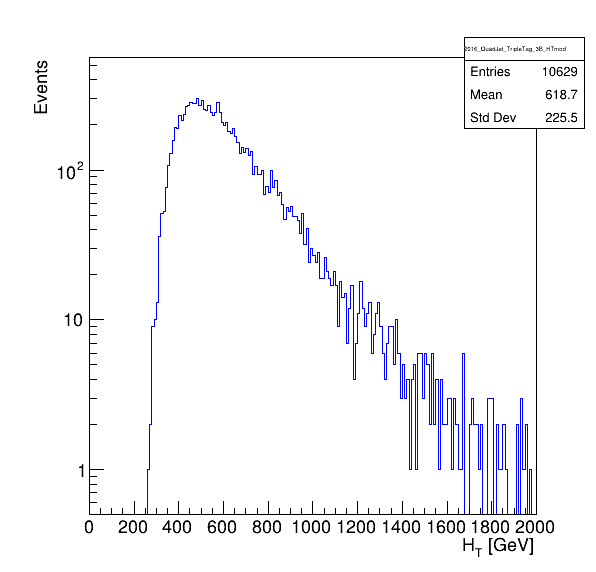 2016_QuadJet_TripleTag_3B_HTmod
Entries 10629
Mean 618.7
Std Dev 225.5
Events
10²
10
1
0 200 400 600 800 1000 1200 1400 1600 1800 2000
H_T [GeV]